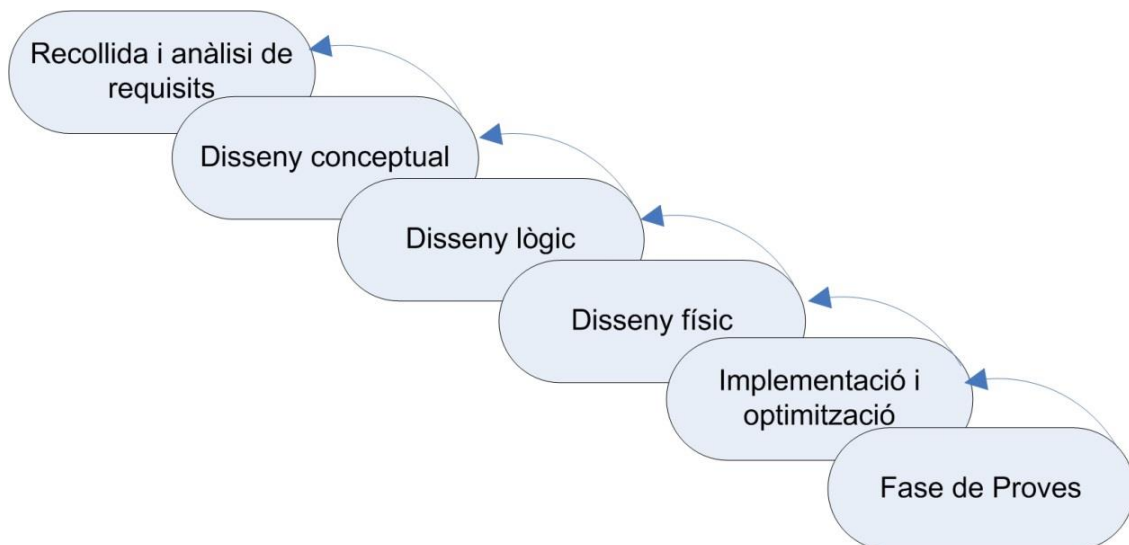 Recollida i anàlisi de
requisits
Disseny conceptual
Disseny lògic
Disseny físic
Implementació i
optimització
Fase de Proves